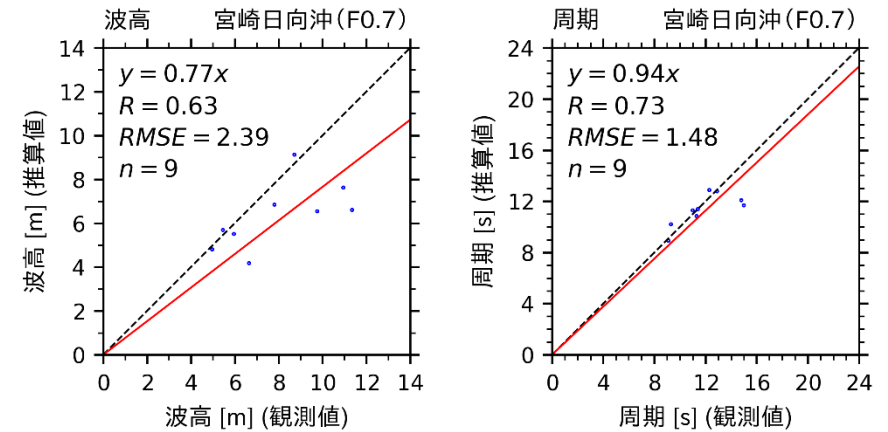 波高 宮崎日向沖(F0.7)
14
12
10
8
6
4
2
0
y = 0.77x
R = 0.63
RMSE = 2.39
n = 9
波高 [m] (推算値)
0 2 4 6 8 10 12 14
波高 [m] (観測値)
周期 宮崎日向沖(F0.7)
24
20
16
12
8
4
0
y = 0.94x
R = 0.73
RMSE = 1.48
n = 9
周期 [s] (推算値)
0 4 8 12 16 20 24
周期 [s] (観測値)